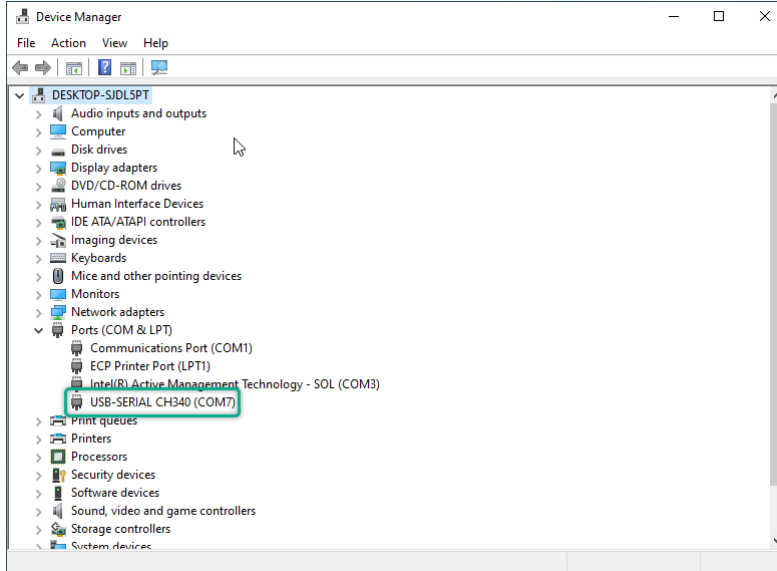 Device Manager
File Action View Help
DESKTOP-SJDL5PT
Audio inputs and outputs
Computer
Disk drives
Display adapters
DVD/CD-ROM drives
Human Interface Devices
IDE ATA/ATAPI controllers
Imaging devices
Keyboards
Mice and other pointing devices
Monitors
Network adapters
Ports (COM & LPT)
Communications Port (COM1)
ECP Printer Port (LPT1)
Intel(R) Active Management Technology - SOL (COM3)
USB-SERIAL CH340 (COM7)
Print queues
Printers
Processors
Security devices
Software devices
Sound, video and game controllers
Storage controllers
System devices